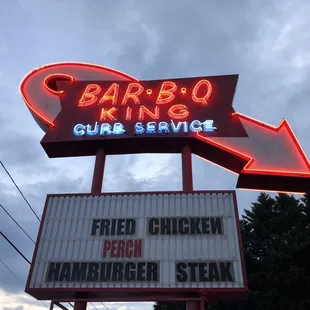 BAR·B·Q
KING
CURB SERVICE
FRIED CHICKEN
PERCH
HAMBURGER STEAK